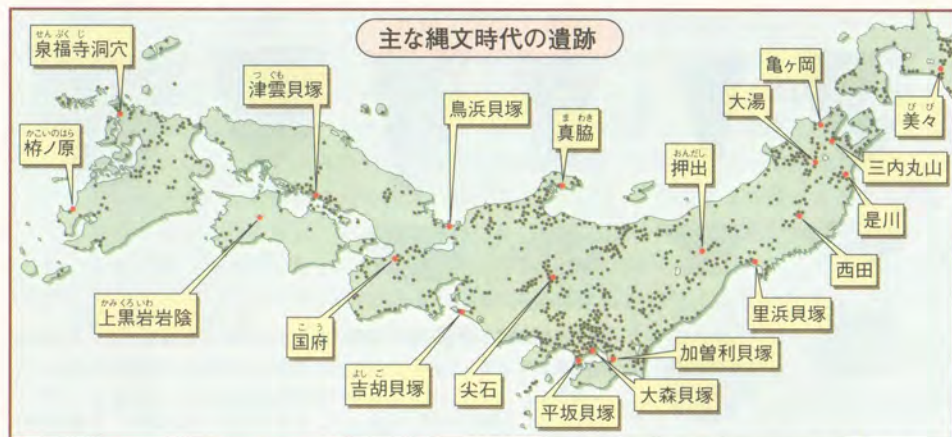 主な縄文時代の遺跡
せんぷくじ
泉福寺洞穴
かこいのはら
栫ノ原
つぐも
津雲貝塚
鳥浜貝塚
まわき
真脇
おんだし
押出
亀ヶ岡
大湯
びび
美々
三内丸山
是川
西田
里浜貝塚
かみくろいわ
上黒岩岩陰
こう
国府
よしご
吉胡貝塚
尖石
平坂貝塚
大森貝塚
加曽利貝塚